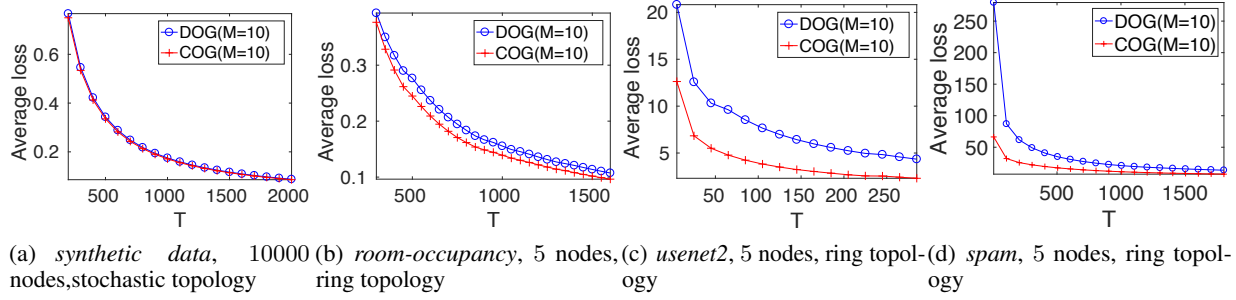 DOG(M=10)
COG(M=10)
Average loss
0.6
0.4
0.2
500
1000
1500
2000
T
DOG(M=10)
COG(M=10)
Average loss
0.3
0.2
0.1
500
1000
1500
T
DOG(M=10)
COG(M=10)
Average loss
20
15
10
5
50
100
150
200
250
T
DOG(M=10)
COG(M=10)
Average loss
250
200
150
100
50
500
1000
1500
T
(a) synthetic data, 10000
nodes,stochastic topology
(b) room-occupancy, 5 nodes,
ring topology
(c) usenet2, 5 nodes, ring topol-
ogy
(d) spam, 5 nodes, ring topol-
ogy